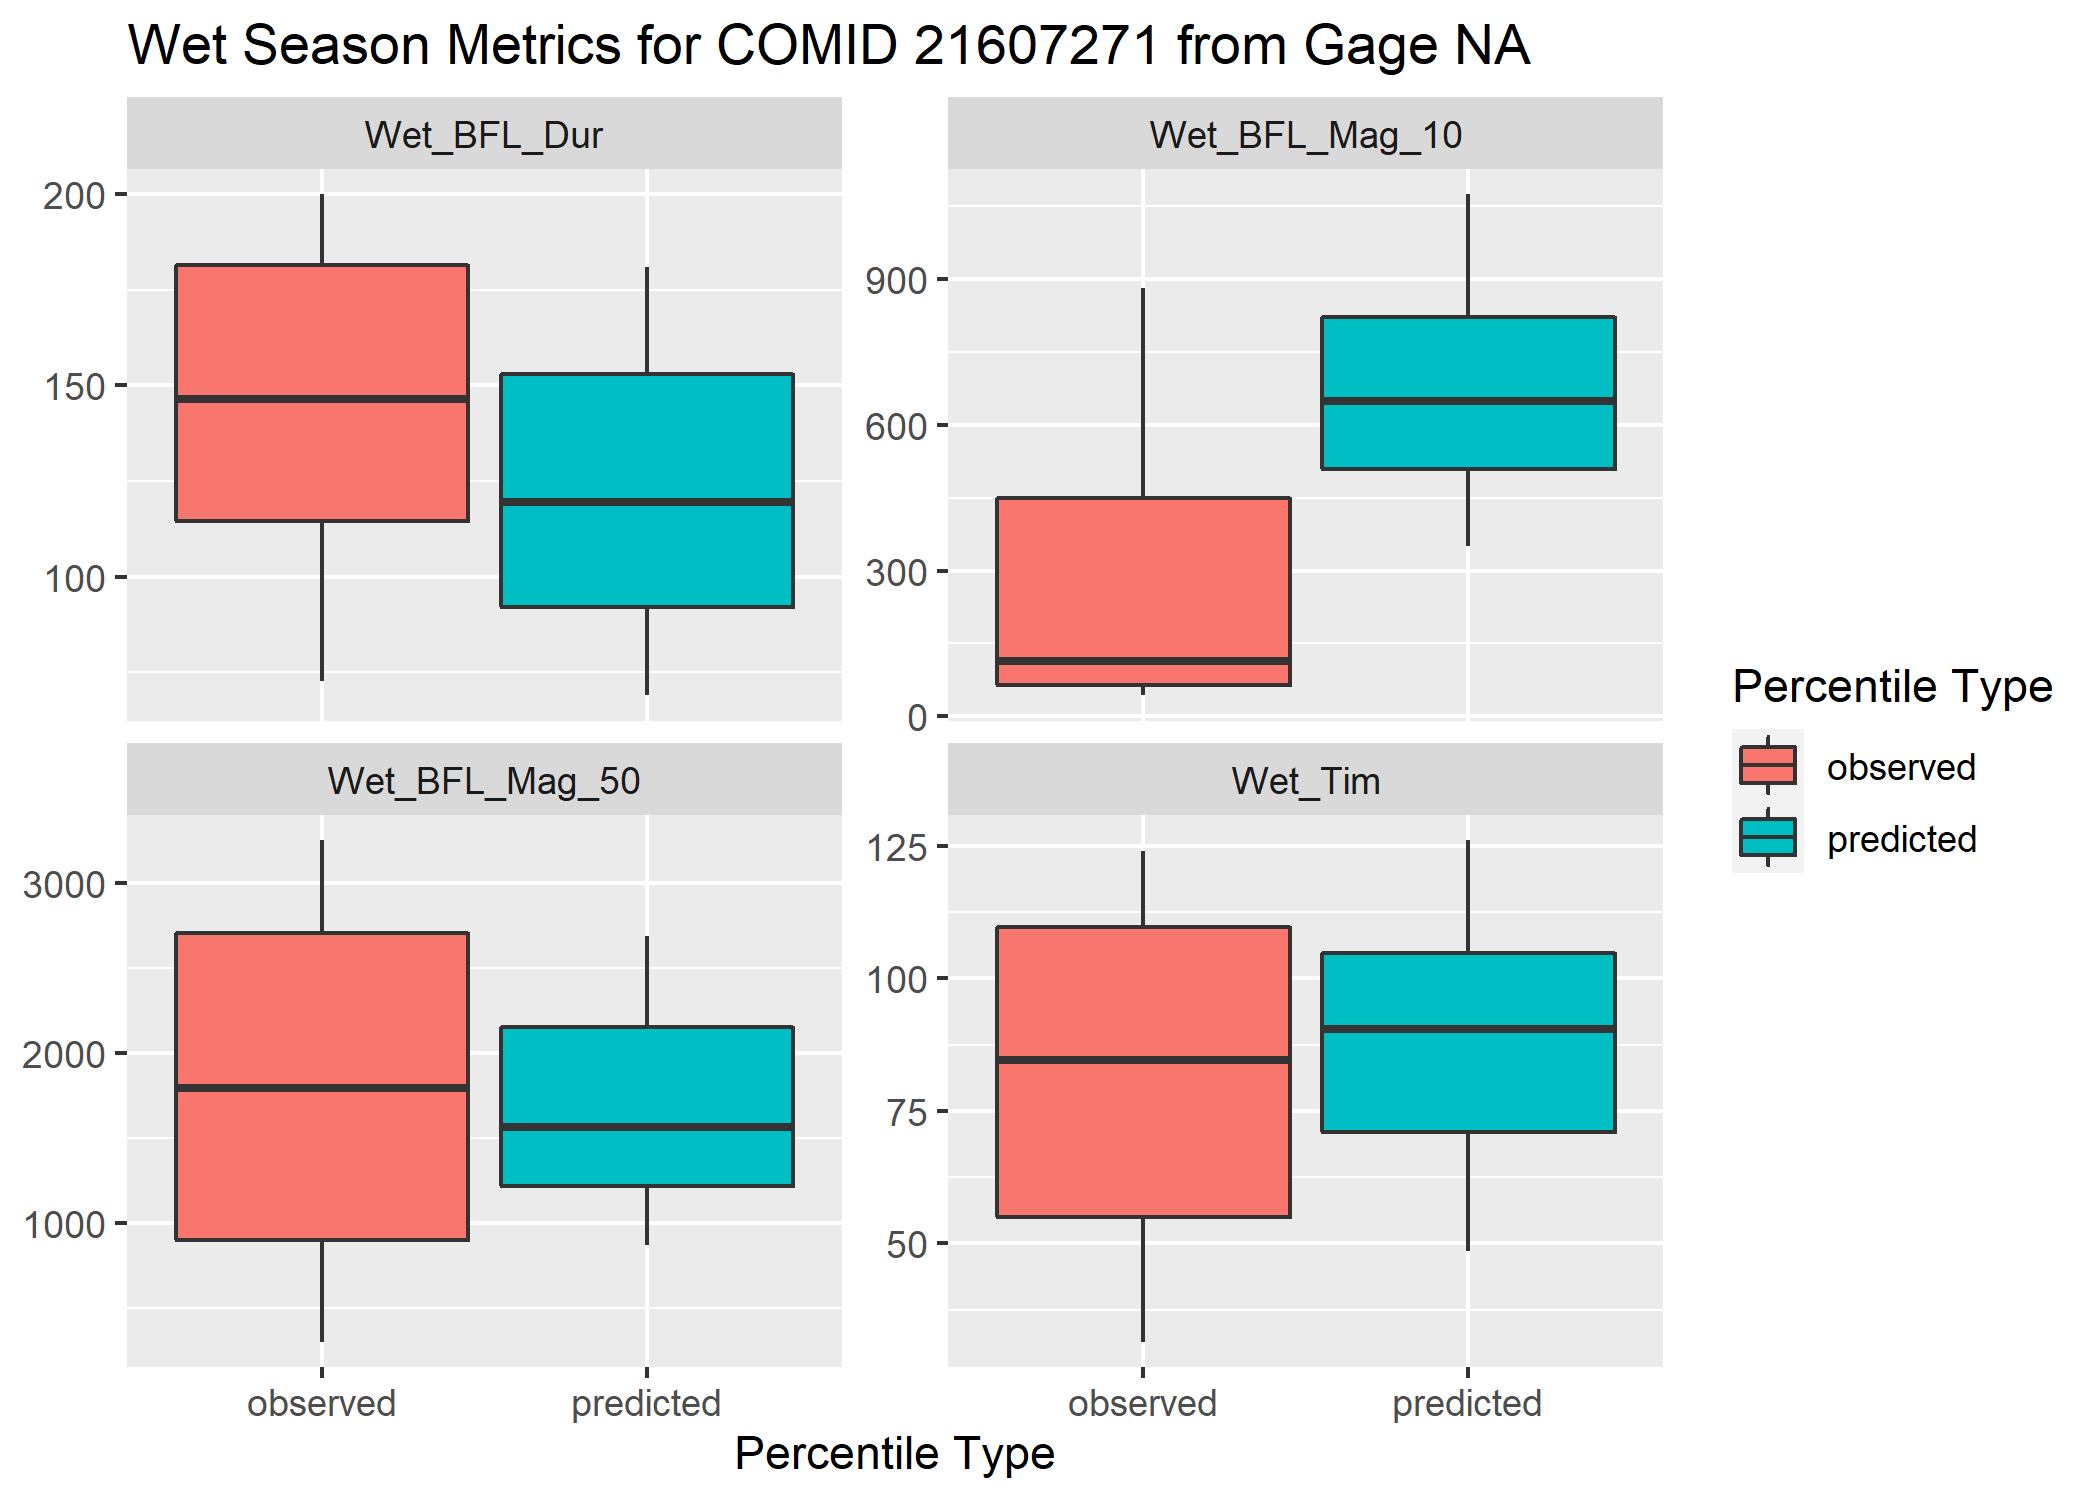 Wet Season Metrics for COMID 21607271 from Gage NA
Wet_BFL_Dur
200
150
100
Wet_BFL_Mag_10
900
600
300
0
Wet_BFL_Mag_50
3000
2000
1000
observed
predicted
Wet_Tim
125
100
75
50
observed
predicted
Percentile Type
Percentile Type
observed
predicted